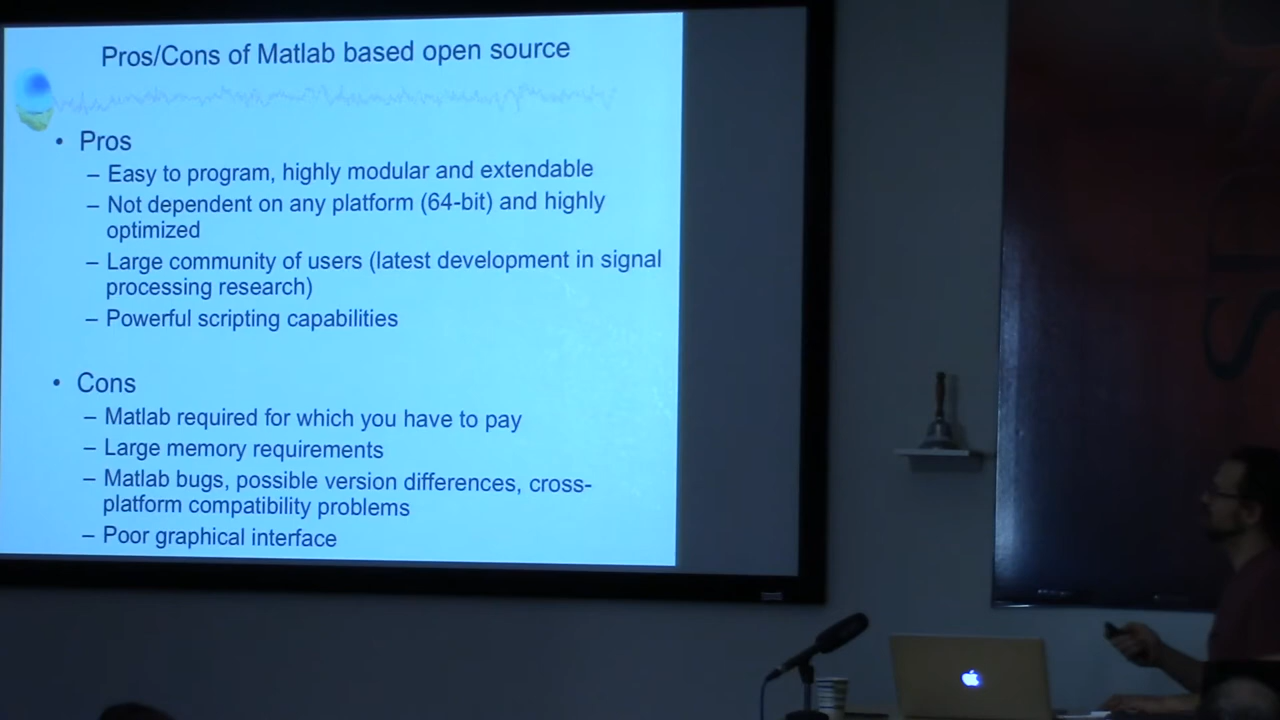 Pros/Cons of Matlab based open source
• Pros
– Easy to program, highly modular and extendable
– Not dependent on any platform (64-bit) and highly
optimized
– Large community of users (latest development in signal
processing research)
– Powerful scripting capabilities
• Cons
– Matlab required for which you have to pay
– Large memory requirements
– Matlab bugs, possible version differences, cross-
platform compatibility problems
– Poor graphical interface